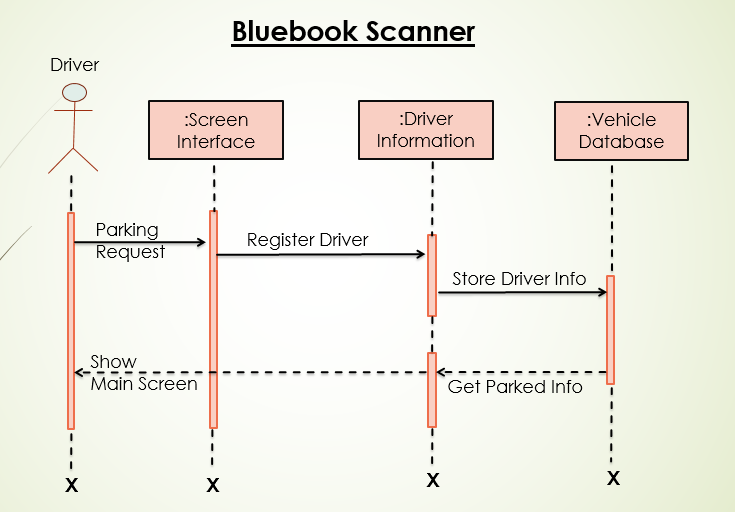 Bluebook Scanner
Driver
:Screen
Interface
:Driver
Information
:Vehicle
Database
Parking
Request
Register Driver
Store Driver Info
Show
Main Screen
Get Parked Info
X
X
X
X